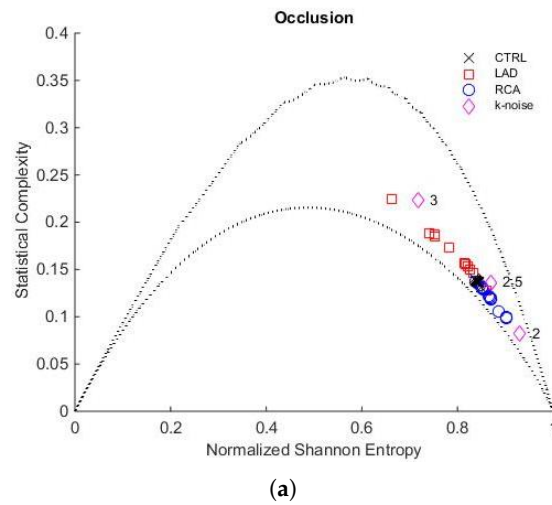 Occlusion
0.4
0.35
0.3
0.25
0.2
0.15
0.1
0.05
0
Statistical Complexity
CTRL
LAD
RCA
k-noise
3
2.5
2
0
0.2
0.4
0.6
0.8
1
Normalized Shannon Entropy
(a)